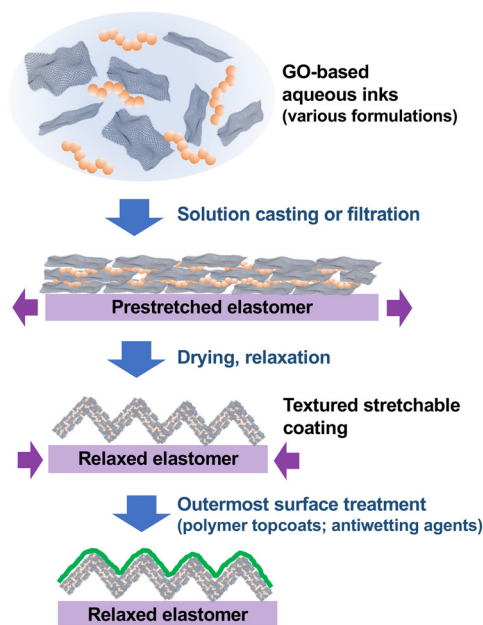 GO-based
aqueous inks
(various formulations)
Solution casting or filtration
Prestretched elastomer
Drying, relaxation
Textured stretchable
coating
Relaxed elastomer
Outermost surface treatment
(polymer topcoats; antiwetting agents)
Relaxed elastomer